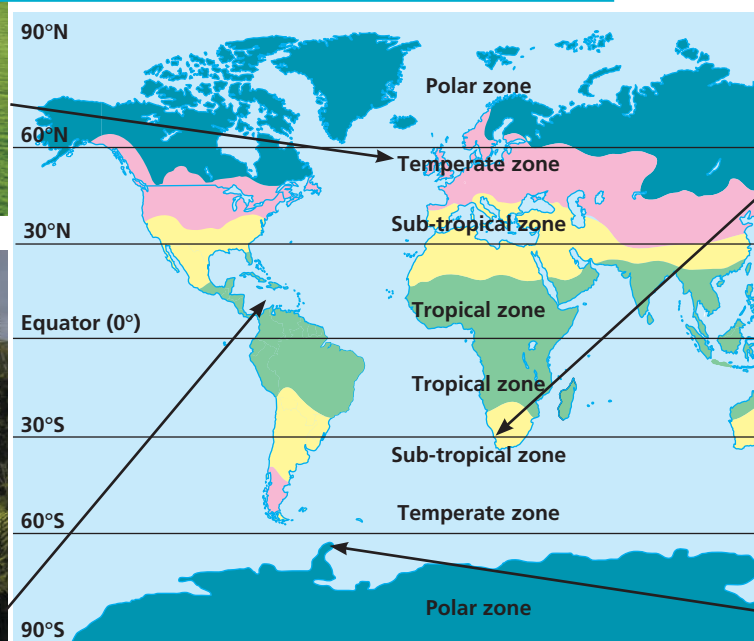 90°N
Polar zone
60°N
Temperate zone
Sub-tropical zone
30°N
Tropical zone
Equator (0°)
Tropical zone
30°S
Sub-tropical zone
Temperate zone
60°S
Polar zone
90°S